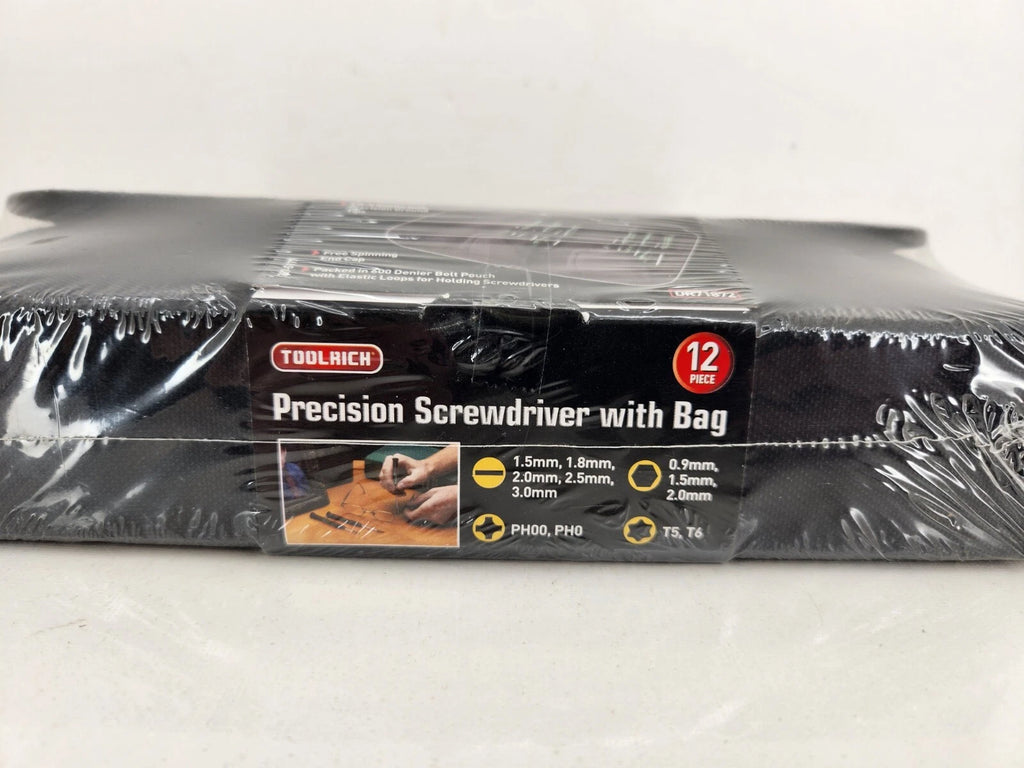 Free Spinning
End Cap
Packed in 600 Denier Belt Pouch
with Elastic Loops for Holding Screwdrivers
TOOLRICH
12
PIECE
Precision Screwdriver with Bag
1.5mm, 1.8mm,
2.0mm, 2.5mm,
3.0mm
0.9mm,
1.5mm,
2.0mm
PH00, PH0
T5, T6